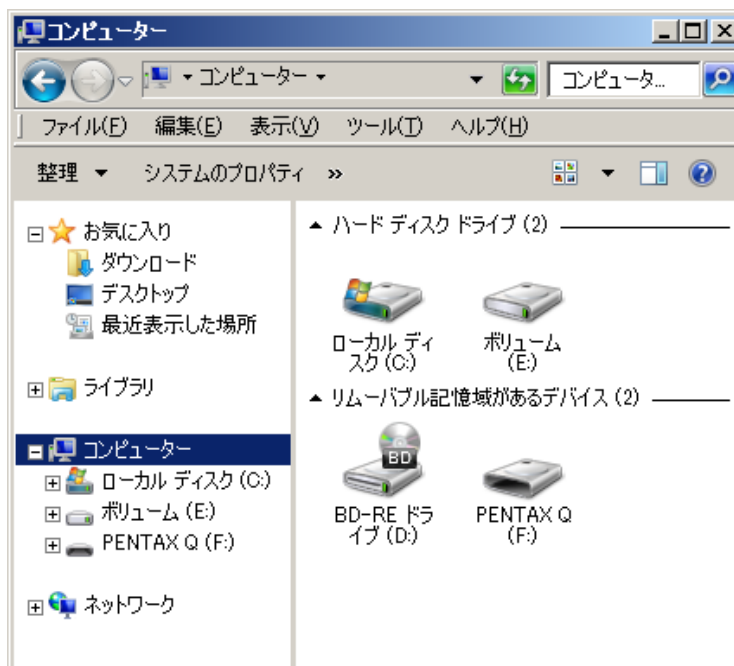 コンピューター
コンピューター
コンピュータ...
ファイル(F) 編集(E) 表示(V) ツール(T) ヘルプ(H)
整理 システムのプロパティ »
お気に入り
ダウンロード
デスクトップ
最近表示した場所
ライブラリ
コンピューター
ローカル ディスク (C:)
ボリューム (E:)
PENTAX Q (F:)
ネットワーク
ハード ディスク ドライブ (2)
ローカル ディ
スク (C:)
ボリューム
(E:)
リムーバブル記憶域があるデバイス (2)
BD
BD-RE ドラ
イブ (D:)
PENTAX Q
(F:)